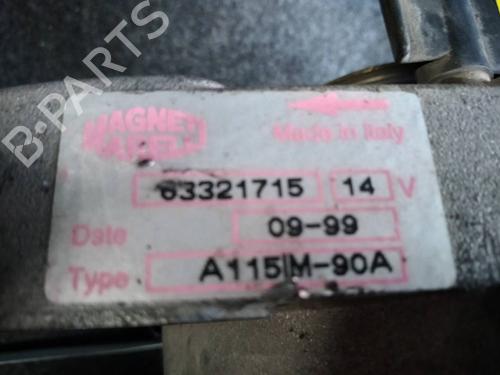 B-PARTS
MAGNETI
MARELLI
Made in Italy
63321715 14 V
Date 09-99
Type A115IM-90A